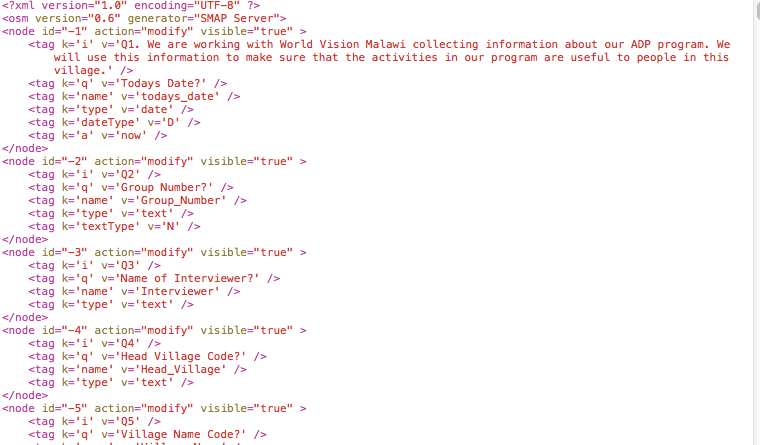 <?xml version="1.0" encoding="UTF-8" ?>
<osm version="0.6" generator="SMAP Server">
<node id="-1" action="modify" visible="true" >
<tag k='i' v='Q1. We are working with World Vision Malawi collecting information about our ADP program. We
will use this information to make sure that the activities in our program are useful to people in this
village.' />
<tag k='q' v='Todays Date?' />
<tag k='name' v='todays_date' />
<tag k='type' v='date' />
<tag k='dateType' v='D' />
<tag k='a' v='now' />
</node>
<node id="-2" action="modify" visible="true" >
<tag k='i' v='Q2' />
<tag k='q' v='Group Number?' />
<tag k='name' v='Group_Number' />
<tag k='type' v='text' />
<tag k='textType' v='N' />
</node>
<node id="-3" action="modify" visible="true" >
<tag k='i' v='Q3' />
<tag k='q' v='Name of Interviewer?' />
<tag k='name' v='Interviewer' />
<tag k='type' v='text' />
</node>
<node id="-4" action="modify" visible="true" >
<tag k='i' v='Q4' />
<tag k='q' v='Head Village Code?' />
<tag k='name' v='Head_Village' />
<tag k='type' v='text' />
</node>
<node id="-5" action="modify" visible="true" >
<tag k='i' v='Q5' />
<tag k='q' v='Village Name Code?' />